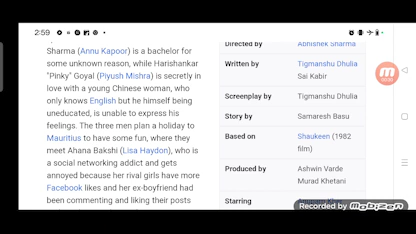 2:59
Sharma (Annu Kapoor) is a bachelor for
some unknown reason, while Harishankar
"Pinky" Goyal (Piyush Mishra) is secretly in
love with a young Chinese woman, who
only knows English but he himself being
uneducated, is unable to express his
feelings. The three men plan a holiday to
Mauritius to have some fun, where they
meet Ahana Bakshi (Lisa Haydon), who is
a social networking addict and gets
annoyed because her rival girls have more
Facebook likes and her ex-boyfriend had
been commenting and liking their posts
Directed by Abhishek Sharma
Written by Tigmanshu Dhulia
Sai Kabir
Screenplay by Tigmanshu Dhulia
Story by Samaresh Basu
Based on Shaukeen (1982
film)
Produced by Ashwin Varde
Murad Khetani
Starring
Recorded by MOBIZEN